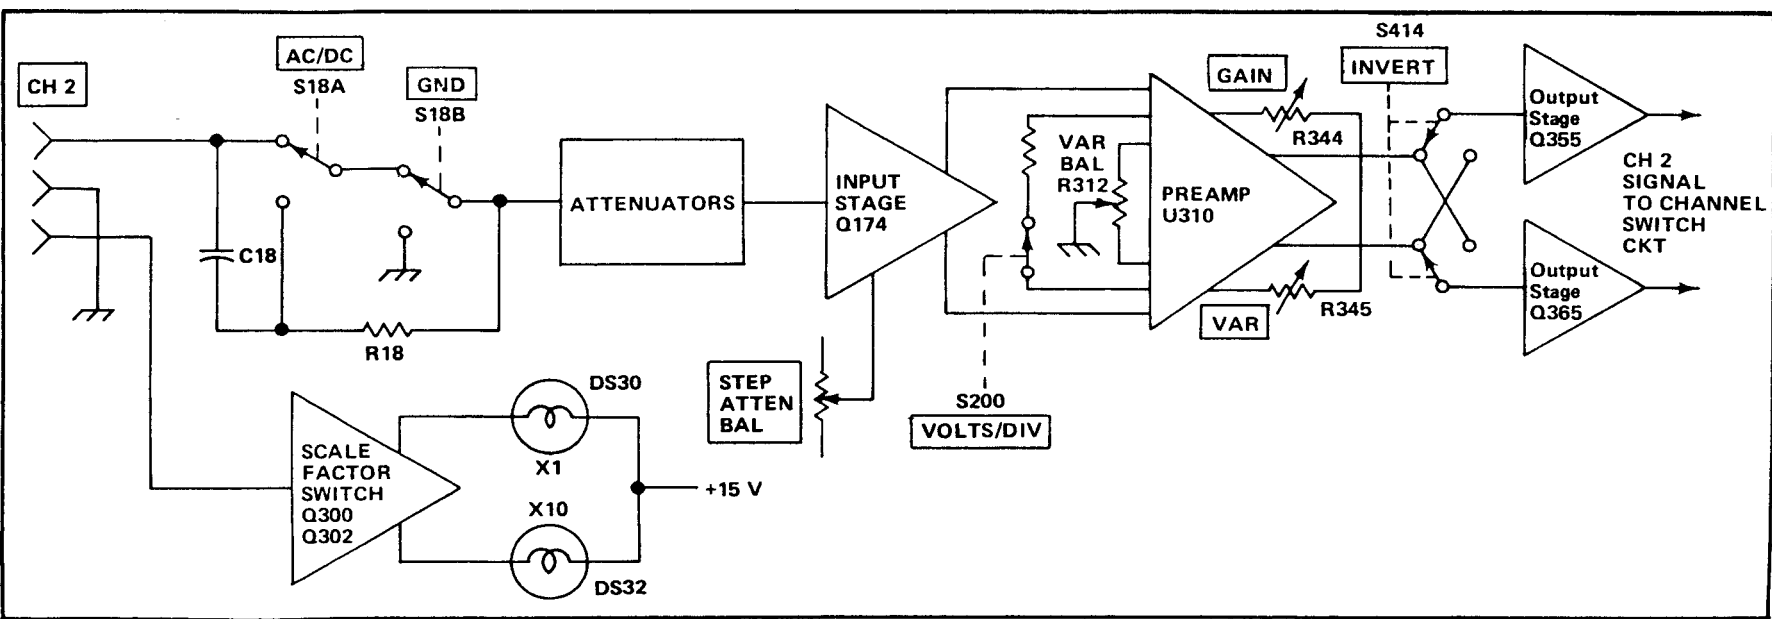 CH 2
AC/DC
S18A
GND
S18B
C18
R18
ATTENUATORS
INPUT
STAGE
Q174
STEP
ATTEN
BAL
VAR
BAL
R312
S200
VOLTS/DIV
PREAMP
U310
GAIN
R344
VAR
R345
S414
INVERT
Output
Stage
Q355
Output
Stage
Q365
CH 2
SIGNAL
TO CHANNEL
SWITCH
CKT
SCALE
FACTOR
SWITCH
Q300
Q302
DS30
X1
X10
DS32
+15 V